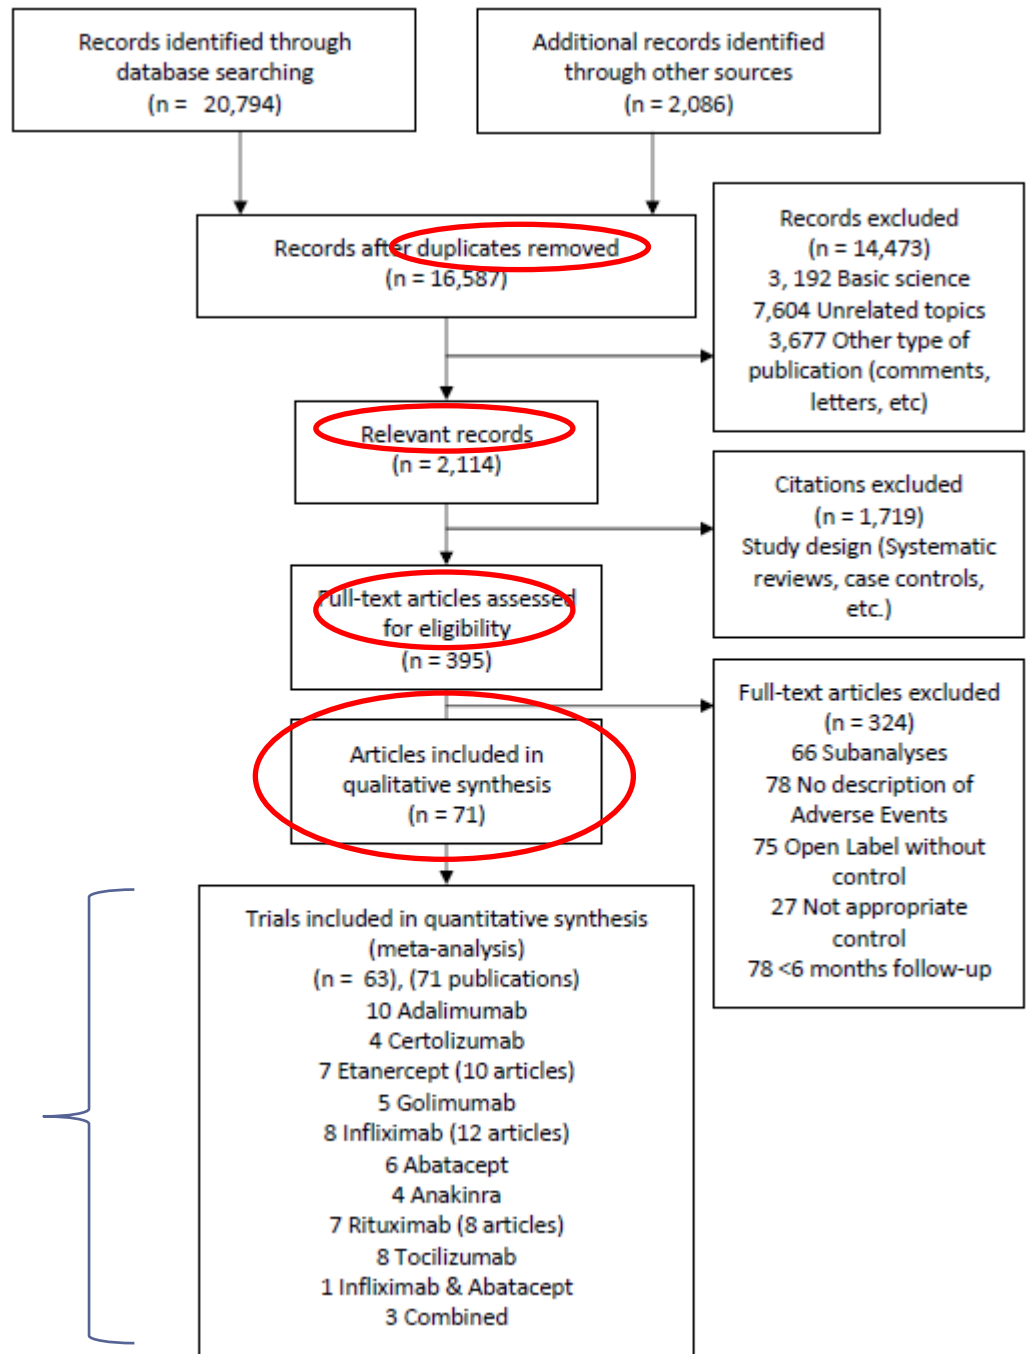 Records identified through
database searching
(n = 20,794)
Additional records identified
through other sources
(n = 2,086)
Records after duplicates removed
(n = 16,587)
Records excluded
(n = 14,473)
3, 192 Basic science
7,604 Unrelated topics
3,677 Other type of
publication (comments,
letters, etc)
Relevant records
(n = 2,114)
Citations excluded
(n = 1,719)
Study design (Systematic
reviews, case controls,
etc.)
Full-text articles assessed
for eligibility
(n = 395)
Full-text articles excluded
(n = 324)
66 Subanalyses
78 No description of
Adverse Events
75 Open Label without
control
27 Not appropriate
control
78 <6 months follow-up
Articles included in
qualitative synthesis
(n = 71)
Trials included in quantitative synthesis
(meta-analysis)
(n = 63), (71 publications)
10 Adalimumab
4 Certolizumab
7 Etanercept (10 articles)
5 Golimumab
8 Infliximab (12 articles)
6 Abatacept
4 Anakinra
7 Rituximab (8 articles)
8 Tocilizumab
1 Infliximab & Abatacept
3 Combined